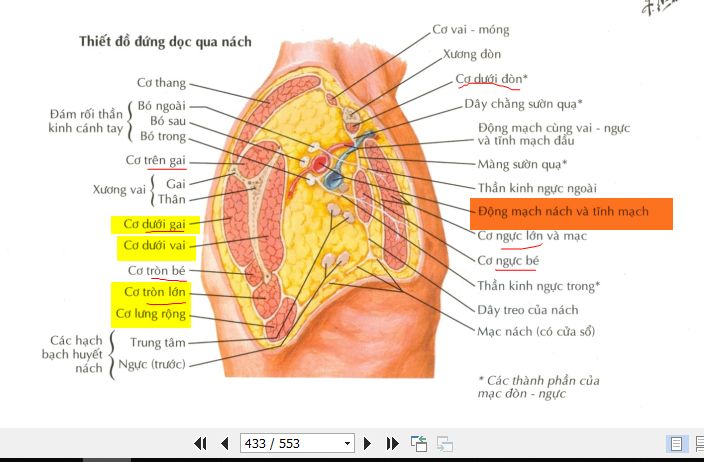 Thiết đồ đứng dọc qua nách
Cơ thang
Đám rối thần
kinh cánh tay
Bó ngoài
Bó sau
Bó trong
Cơ trên gai
Xương vai
Gai
Thân
Cơ dưới gai
Cơ dưới vai
Cơ tròn bé
Cơ tròn lớn
Cơ lưng rộng
Các hạch
bạch huyết
nách
Trung tâm
Ngực (trước)
Cơ vai - móng
Xương đòn
Cơ dưới đòn*
Dây chằng sườn quạ*
Động mạch cùng vai - ngực
và tĩnh mạch đầu
Màng sườn quạ*
Thần kinh ngực ngoài
Động mạch nách và tĩnh mạch
Cơ ngực lớn và mạc
Cơ ngực bé
Thần kinh ngực trong*
Dây treo của nách
Mạc nách (có cửa sổ)
* Các thành phần của
mạc đòn - ngực
433 / 553